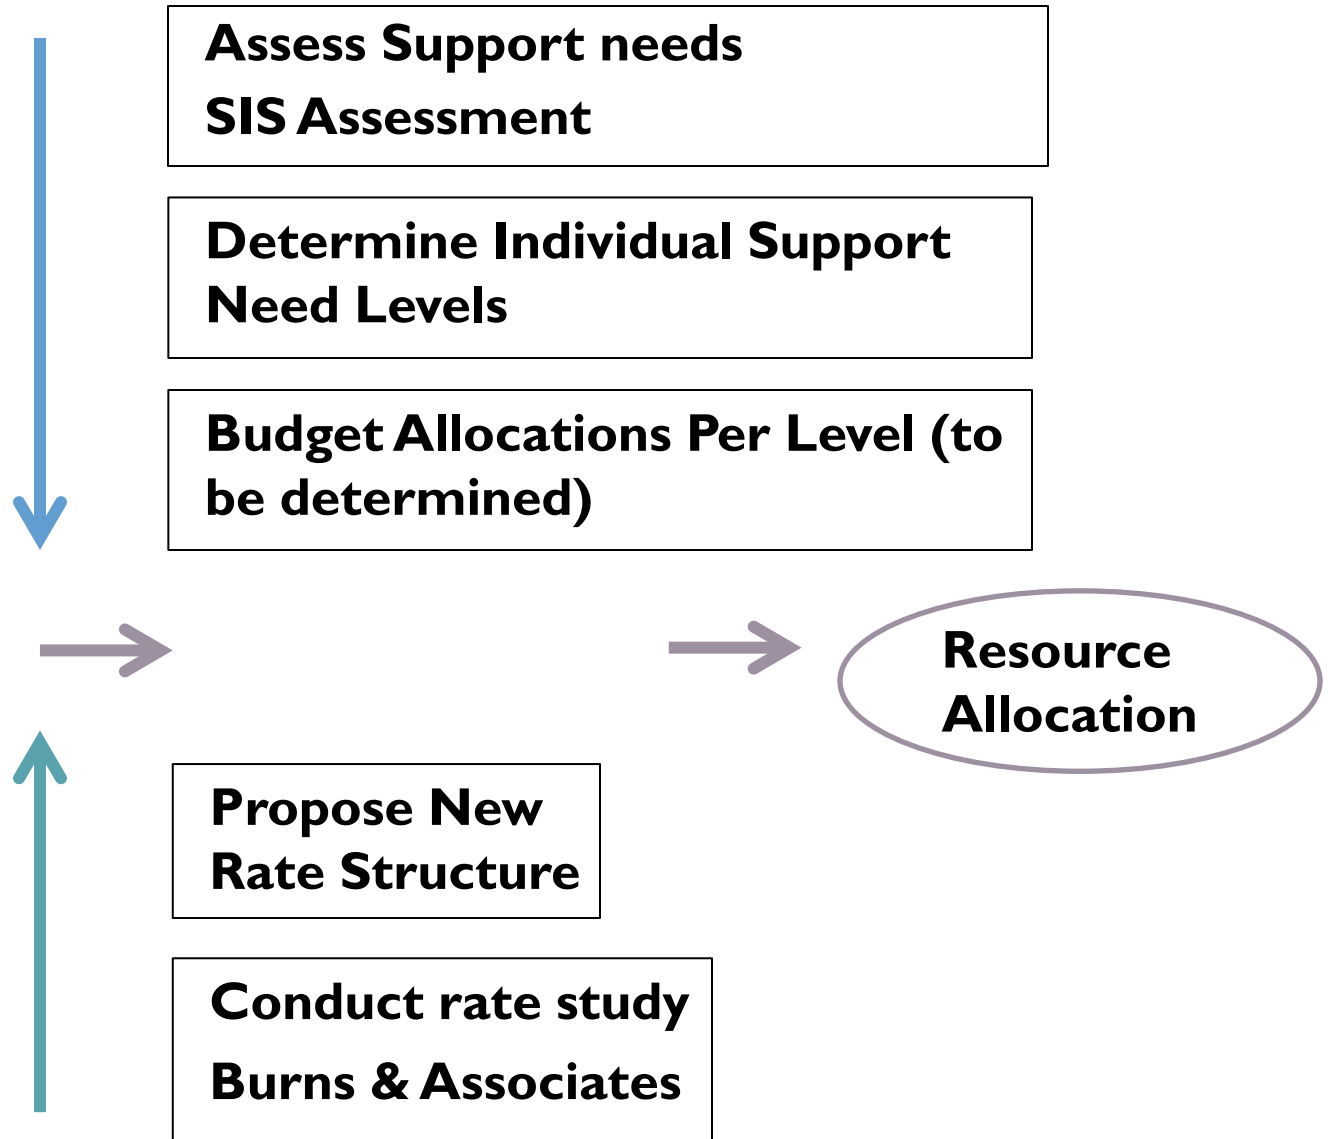 Assess Support needs
SIS Assessment
Determine Individual Support
Need Levels
Budget Allocations Per Level (to
be determined)
Resource
Allocation
Propose New
Rate Structure
Conduct rate study
Burns & Associates